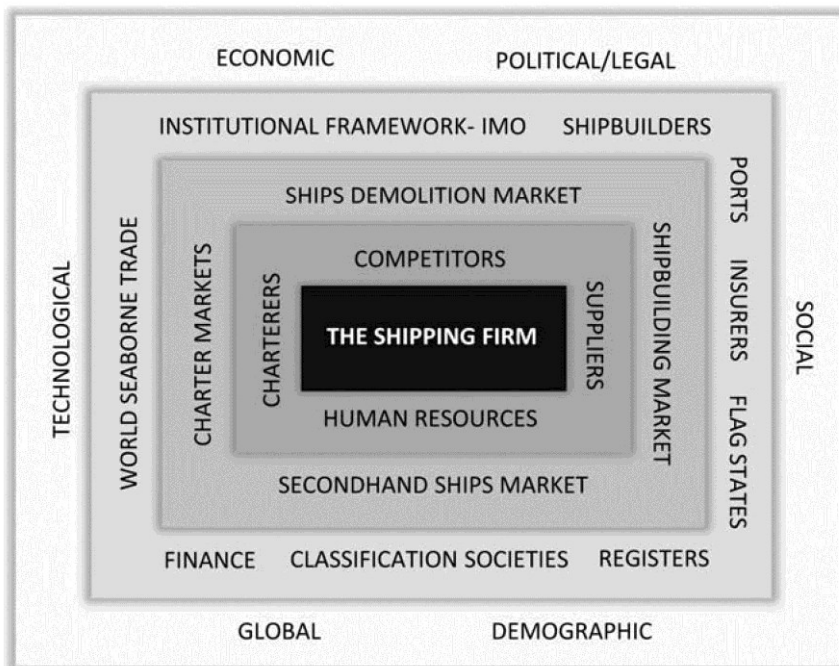 ECONOMIC
POLITICAL/LEGAL
INSTITUTIONAL FRAMEWORK- IMO
SHIPBUILDERS
SHIPS DEMOLITION MARKET
COMPETITORS
THE SHIPPING FIRM
HUMAN RESOURCES
SECONDHAND SHIPS MARKET
FINANCE
CLASSIFICATION SOCIETIES
REGISTERS
GLOBAL
DEMOGRAPHIC
TECHNOLOGICAL
WORLD SEABORNE TRADE
CHARTER MARKETS
CHARTERERS
SUPPLIERS
SHIPBUILDING MARKET
PORTS
INSURERS
FLAG STATES
SOCIAL